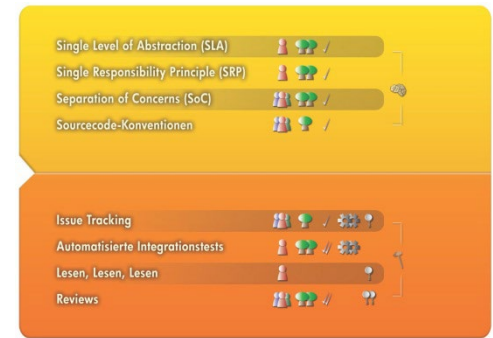 Single Level of Abstraction (SLA)
Single Responsibility Principle (SRP)
Separation of Concerns (SoC)
Sourcecode-Konventionen
Issue Tracking
Automatisierte Integrationstests
Lesen, Lesen, Lesen
Reviews